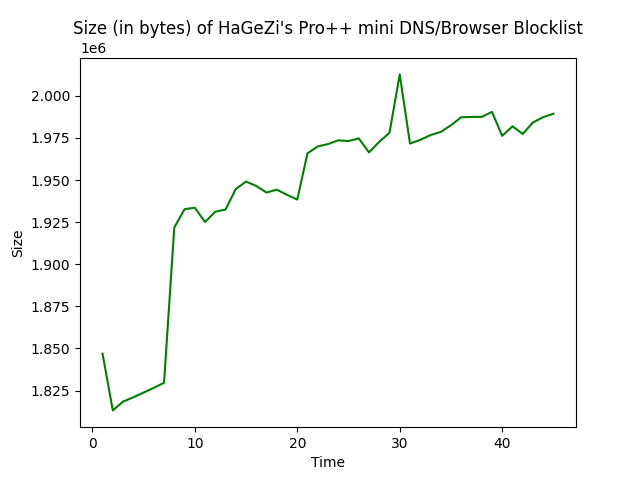 Size (in bytes) of HaGeZi's Pro++ mini DNS/Browser Blocklist
1e6
2.000
1.975
1.950
1.925
1.900
1.875
1.850
1.825
Size
0 10 20 30 40
Time